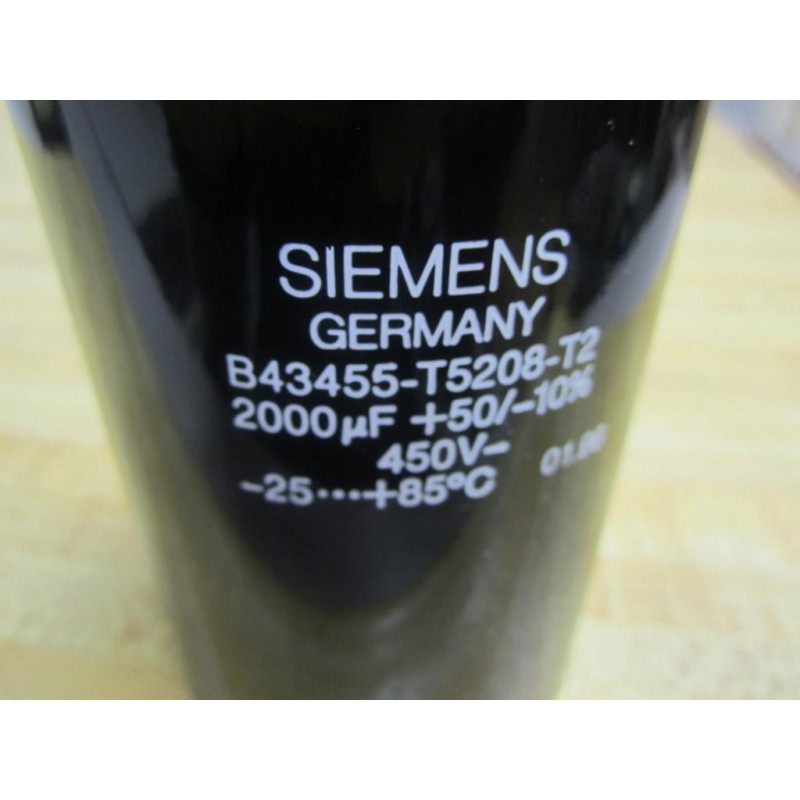 SIEMENS
GERMANY
B43455-T5208-T2
2000µF +50/-10%
450V-
-25....+85°C